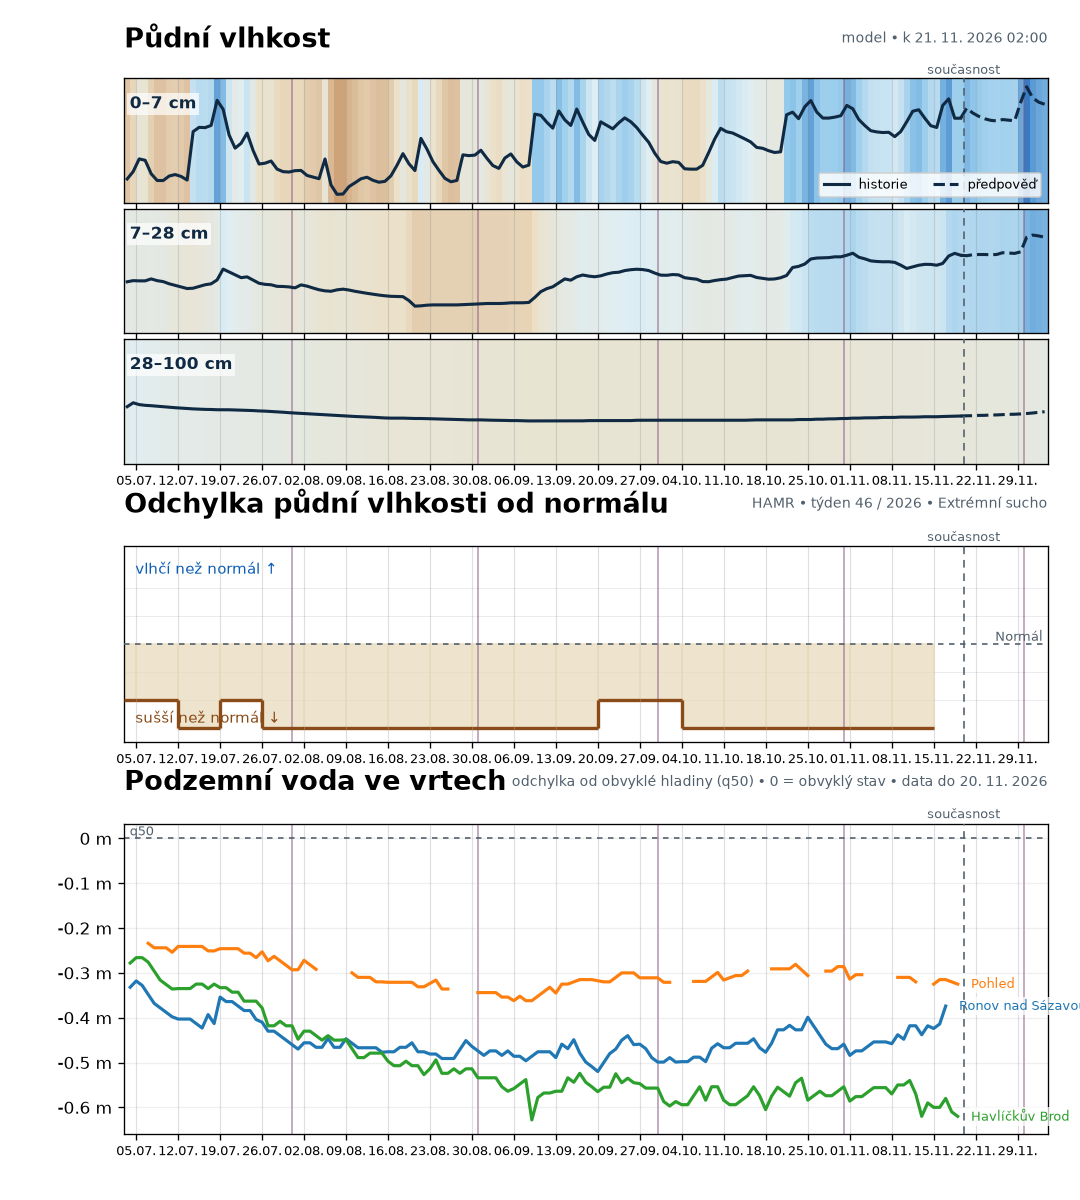 Půdní vlhkost
model • k 21. 11. 2026 02:00
současnost
0–7 cm
historie
předpověď
7–28 cm
28–100 cm
05.07. 12.07. 19.07. 26.07. 02.08. 09.08. 16.08. 23.08. 30.08. 06.09. 13.09. 20.09. 27.09. 04.10. 11.10. 18.10. 25.10. 01.11. 08.11. 15.11. 22.11. 29.11.
Odchylka půdní vlhkosti od normálu
HAMR • týden 46 / 2026 • Extrémní sucho
současnost
vlhčí než normál ↑
Normál
sušší než normál ↓
05.07. 12.07. 19.07. 26.07. 02.08. 09.08. 16.08. 23.08. 30.08. 06.09. 13.09. 20.09. 27.09. 04.10. 11.10. 18.10. 25.10. 01.11. 08.11. 15.11. 22.11. 29.11.
Podzemní voda ve vrtech
odchylka od obvyklé hladiny (q50) • 0 = obvyklý stav • data do 20. 11. 2026
současnost
q50
0 m
-0.1 m
-0.2 m
-0.3 m
Pohled
Ronov nad Sázavou
-0.4 m
-0.5 m
-0.6 m
Havlíčkův Brod
05.07. 12.07. 19.07. 26.07. 02.08. 09.08. 16.08. 23.08. 30.08. 06.09. 13.09. 20.09. 27.09. 04.10. 11.10. 18.10. 25.10. 01.11. 08.11. 15.11. 22.11. 29.11.